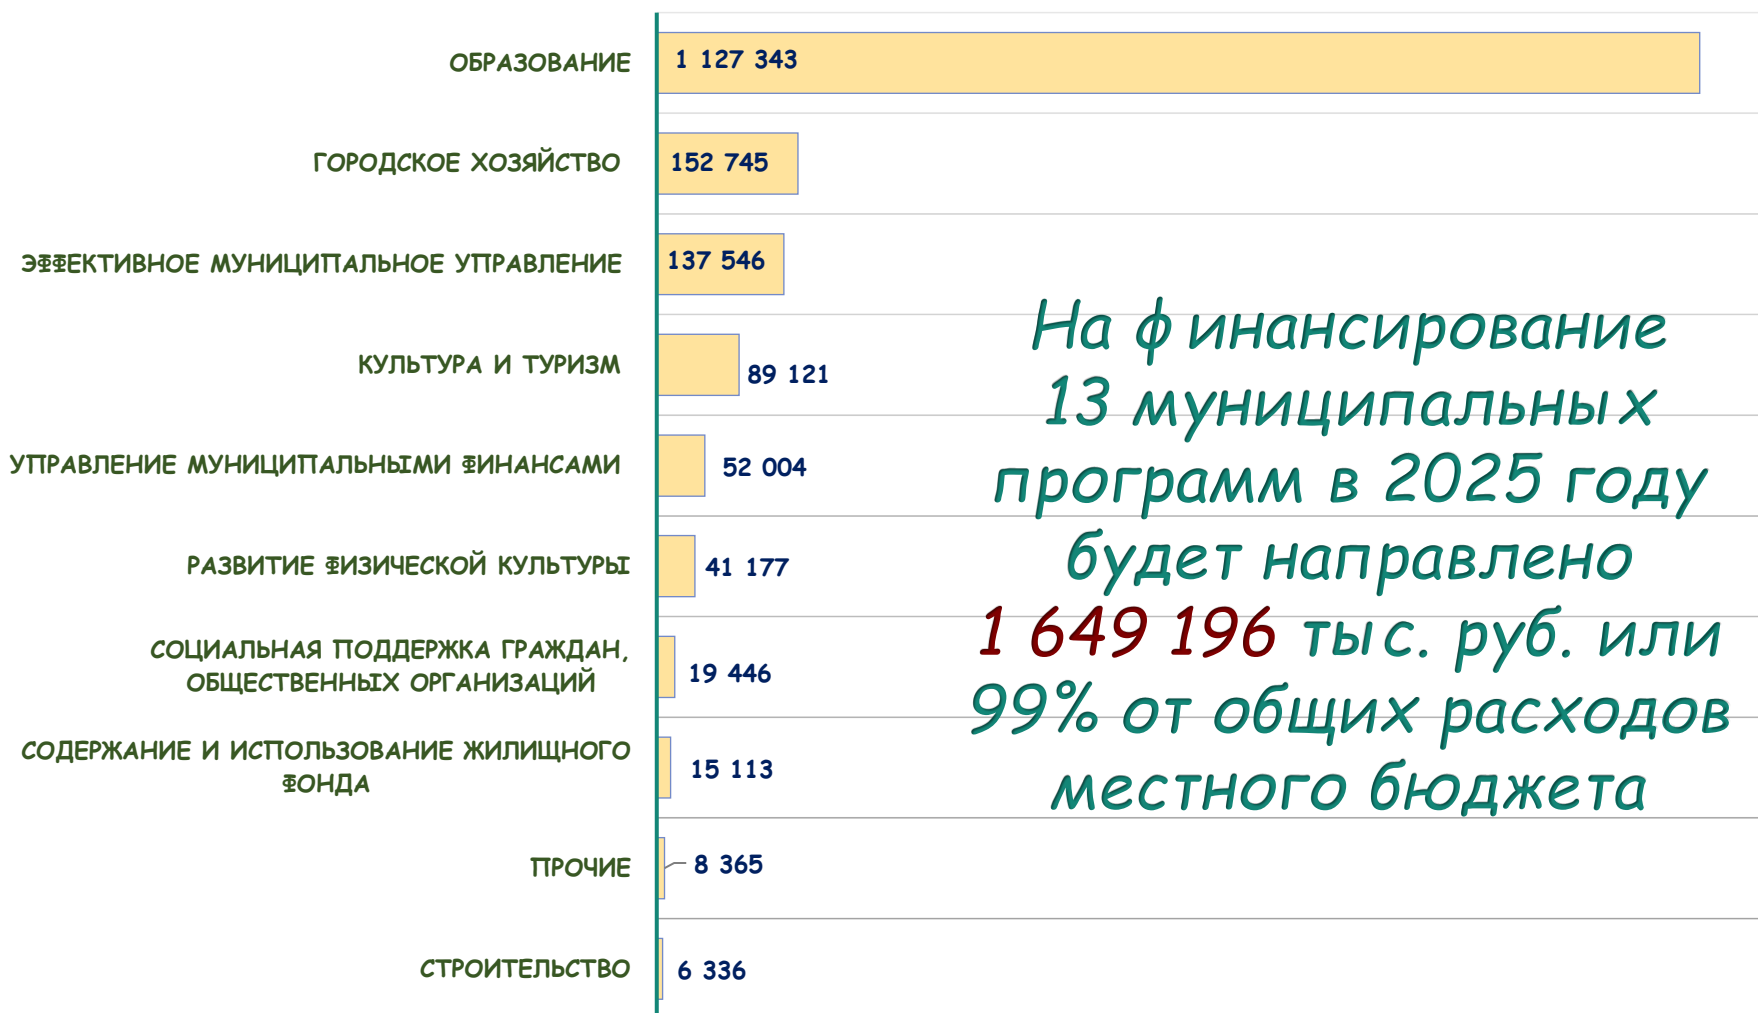 ОБРАЗОВАНИЕ
1 127 343
ГОРОДСКОЕ ХОЗЯЙСТВО
152 745
ЭФФЕКТИВНОЕ МУНИЦИПАЛЬНОЕ УПРАВЛЕНИЕ
137 546
КУЛЬТУРА И ТУРИЗМ
89 121
УПРАВЛЕНИЕ МУНИЦИПАЛЬНЫМИ ФИНАНСАМИ
52 004
РАЗВИТИЕ ФИЗИЧЕСКОЙ КУЛЬТУРЫ
41 177
СОЦИАЛЬНАЯ ПОДДЕРЖКА ГРАЖДАН,
ОБЩЕСТВЕННЫХ ОРГАНИЗАЦИЙ
19 446
СОДЕРЖАНИЕ И ИСПОЛЬЗОВАНИЕ ЖИЛИЩНОГО
ФОНДА
15 113
ПРОЧИЕ
8 365
СТРОИТЕЛЬСТВО
6 336
На финансирование
13 муниципальных
программ в 2025 году
будет направлено
1 649 196 тыс. руб. или
99% от общих расходов
местного бюджета